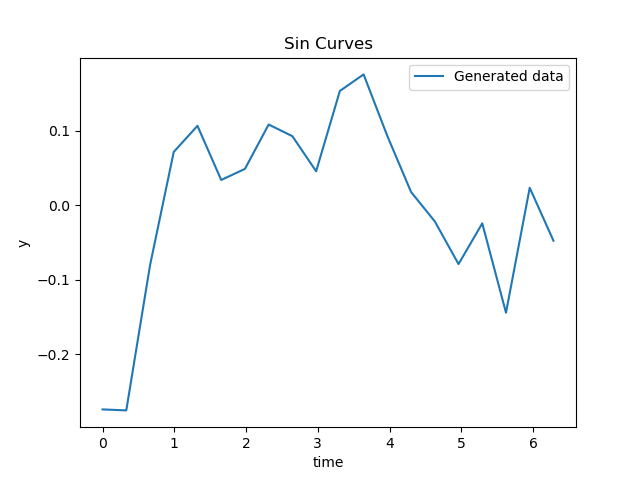 Sin Curves
Generated data
0.1
0.0
−0.1
−0.2
y
0 1 2 3 4 5 6
time